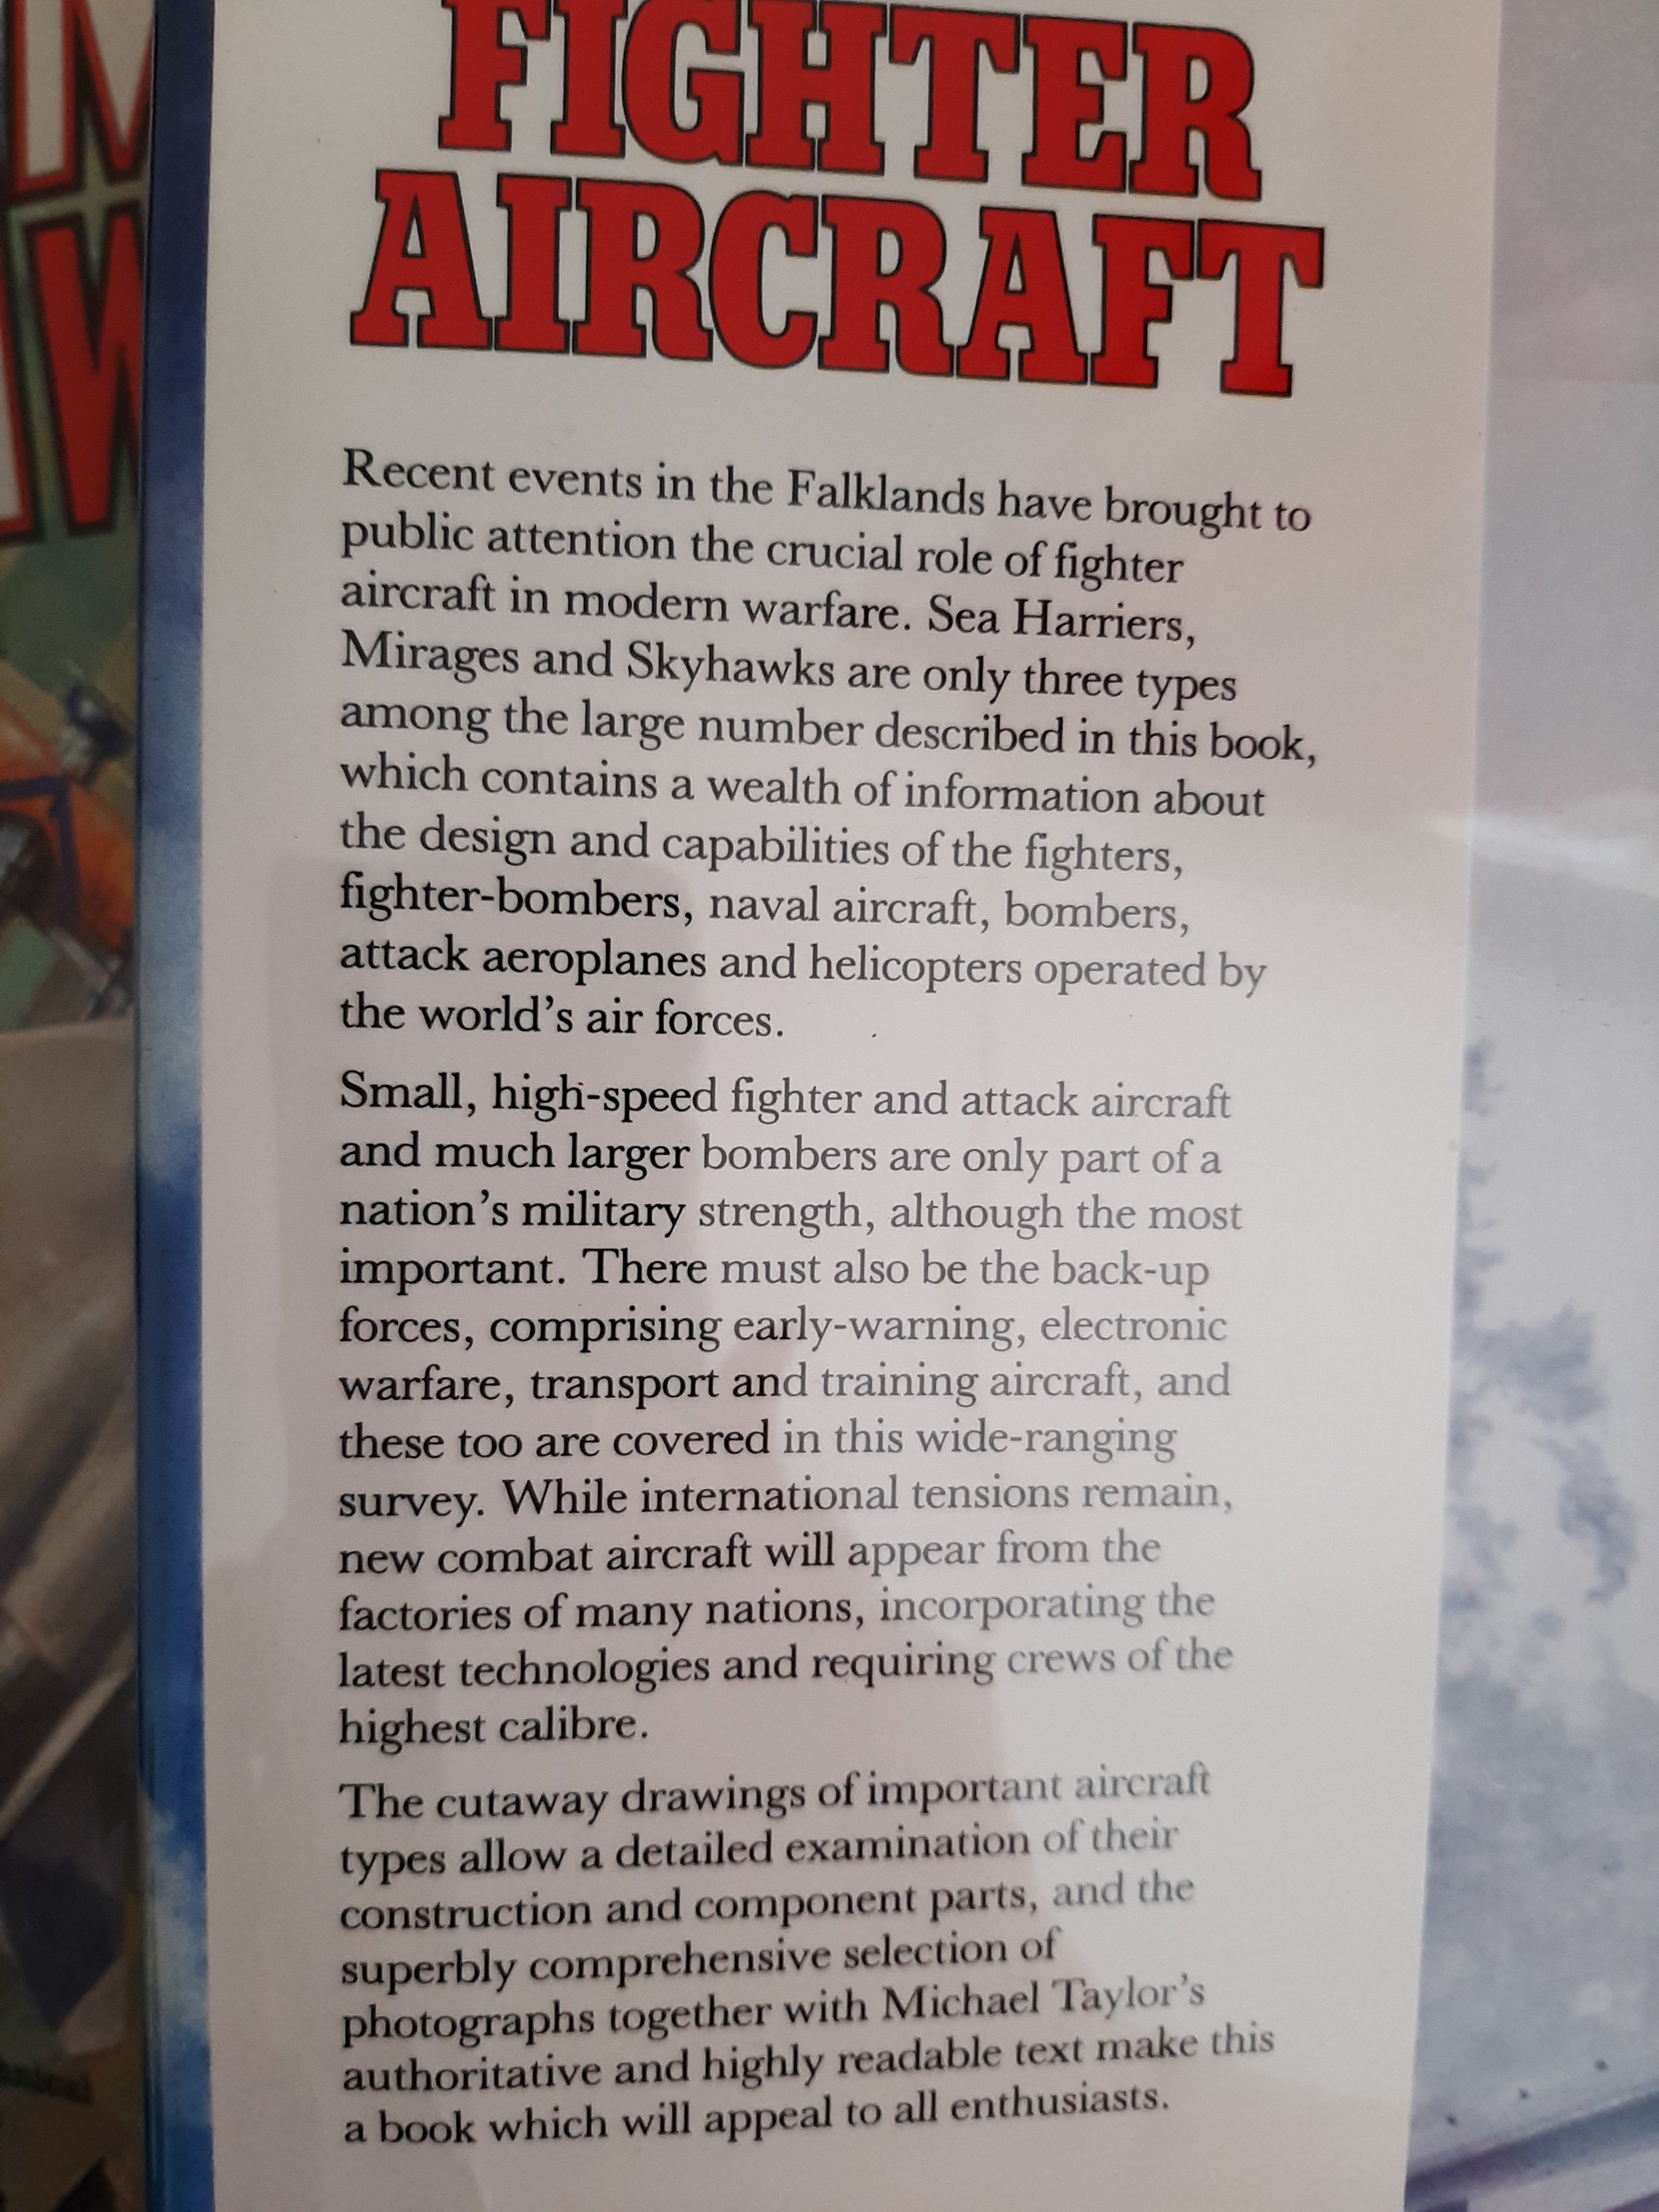 FIGHTER
AIRCRAFT
Recent events in the Falklands have brought to
public attention the crucial role of fighter
aircraft in modern warfare. Sea Harriers,
Mirages and Skyhawks are only three types
among the large number described in this book,
which contains a wealth of information about
the design and capabilities of the fighters,
fighter-bombers, naval aircraft, bombers,
attack aeroplanes and helicopters operated by
the world's air forces.
Small, high-speed fighter and attack aircraft
and much larger bombers are only part of a
nation's military strength, although the most
important. There must also be the back-up
forces, comprising early-warning, electronic
warfare, transport and training aircraft, and
these too are covered in this wide-ranging
survey. While international tensions remain,
new combat aircraft will appear from the
factories of many nations, incorporating the
latest technologies and requiring crews of the
highest calibre.
The cutaway drawings of important aircraft
types allow a detailed examination of their
construction and component parts, and the
superbly comprehensive selection of
photographs together with Michael Taylor's
authoritative and highly readable text make this
a book which will appeal to all enthusiasts.